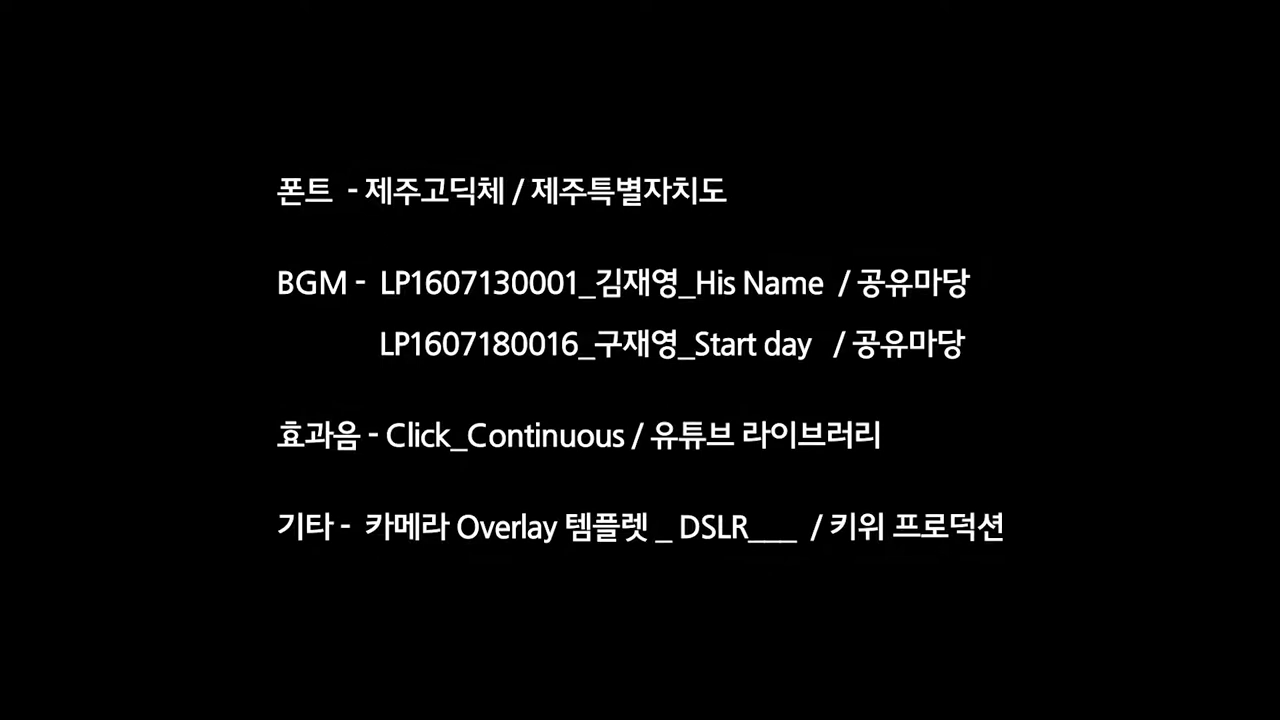 폰트 - 제주고딕체 / 제주특별자치도
BGM - LP1607130001_김재영_His Name / 공유마당
LP1607180016_구재영_Start day / 공유마당
효과음 - Click_Continuous / 유튜브 라이브러리
기타 - 카메라 Overlay 템플렛 _ DSLR___ / 키위 프로덕션